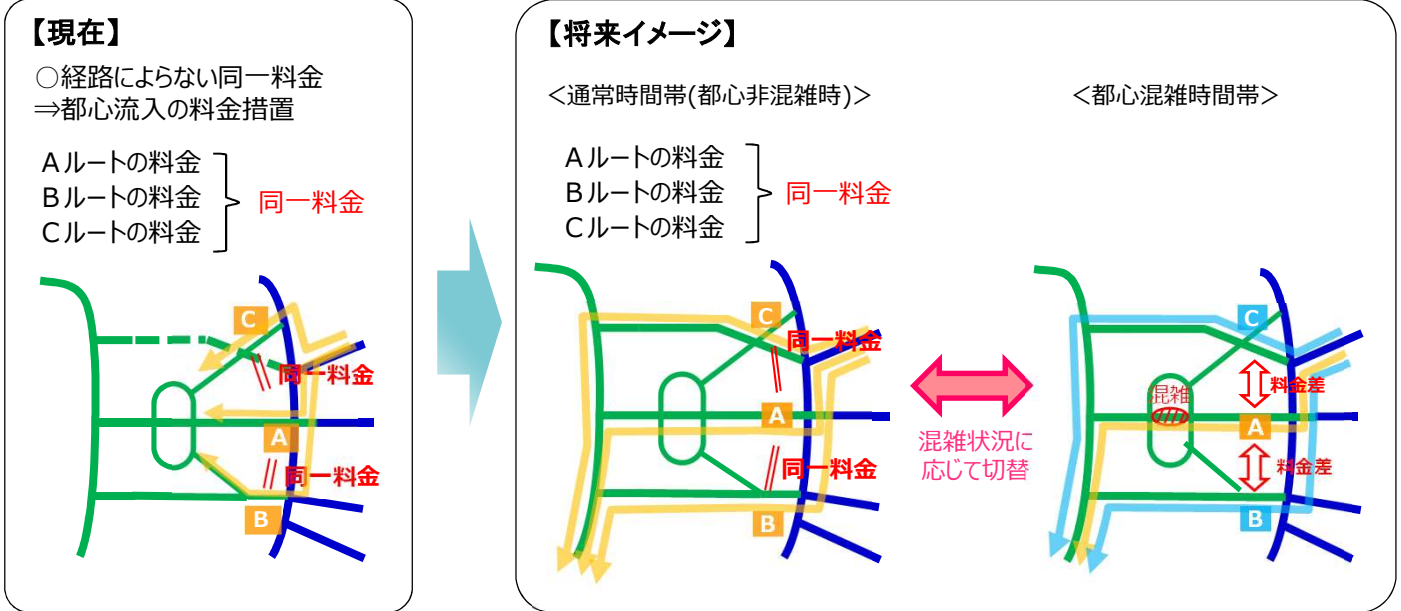 【現在】
○経路によらない同一料金
⇒都心流入の料金措置
Aルートの料金
Bルートの料金
Cルートの料金
同一料金
C
同一料金
A
同一料金
B
【将来イメージ】
<通常時間帯(都心非混雑時)>
Aルートの料金
Bルートの料金
Cルートの料金
同一料金
C
同一料金
A
同一料金
B
混雑状況に
応じて切替
<都心混雑時間帯>
C
混雑
料金差
A
料金差
B